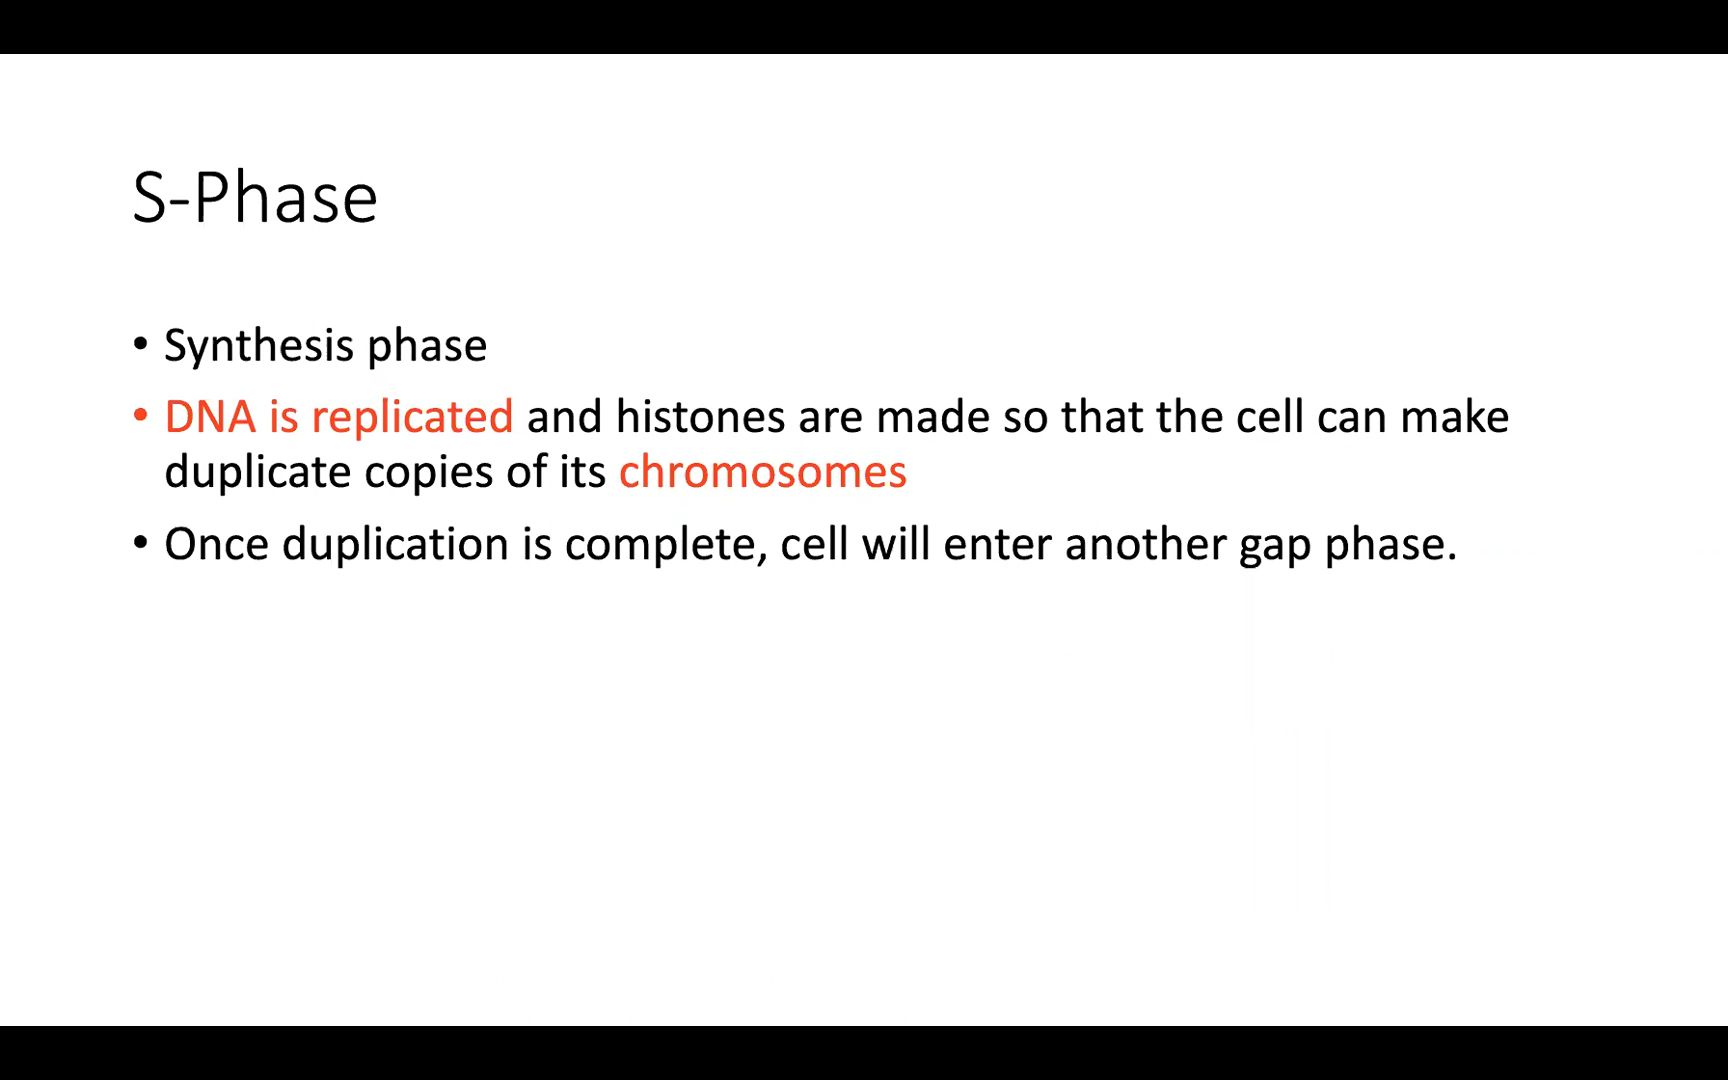 S-Phase
• Synthesis phase
• DNA is replicated and histones are made so that the cell can make
duplicate copies of its chromosomes
• Once duplication is complete, cell will enter another gap phase.